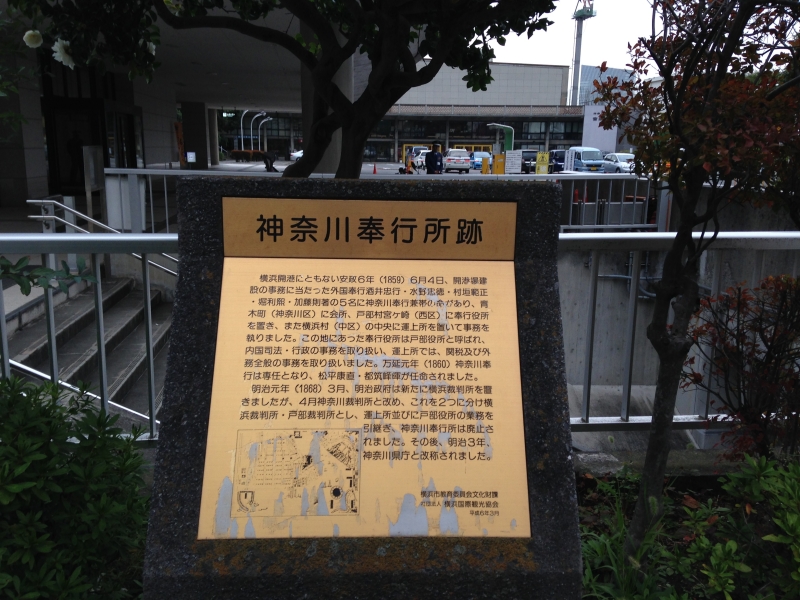 神奈川奉行所跡
横浜開港にともない安政6年（1859）6月4日、開港場建
設の事務に当たった外国奉行酒井忠行・水野忠徳・村垣範正
・堀利熙・加藤則著の5名に神奈川奉行兼帯の命があり、青
木町（神奈川区）に会所、戸部村宮ケ崎（西区）に奉行役所
を置き、また横浜村（中区）の中央に運上所を置いて事務を
執りました。この地にあった奉行所は戸部役所と呼ばれ、
内国司法・行政の事務を取り扱い、運上所では、関税及び外
務全般の事務を取り扱いました。万延元年（1860）神奈川奉
行は専任となり、松平康直・都筑峰暉が任命されました。
明治元年（1868）3月、明治政府は新たに横浜裁判所を置
きましたが、4月神奈川裁判所と改め、これを2つに分け横
浜裁判所・戸部裁判所とし、運上所並びに戸部役所の業務を
引継ぎ、神奈川奉行所は廃止さ
れました。その後、明治3年、
神奈川県庁と改称されました。
横浜市教育委員会文化財課
社団法人 横浜国際観光協会
平成6年3月